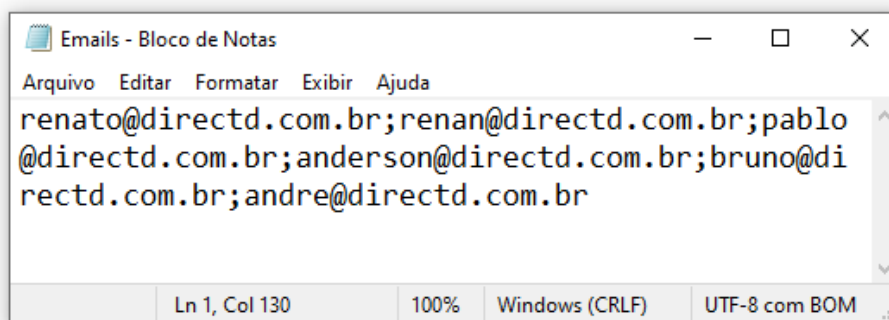 Emails - Bloco de Notas
Arquivo Editar Formatar Exibir Ajuda
renato@directd.com.br;renan@directd.com.br;pablo
@directd.com.br;anderson@directd.com.br;bruno@di
rectd.com.br;andre@directd.com.br
Ln 1, Col 130 100% Windows (CRLF) UTF-8 com BOM